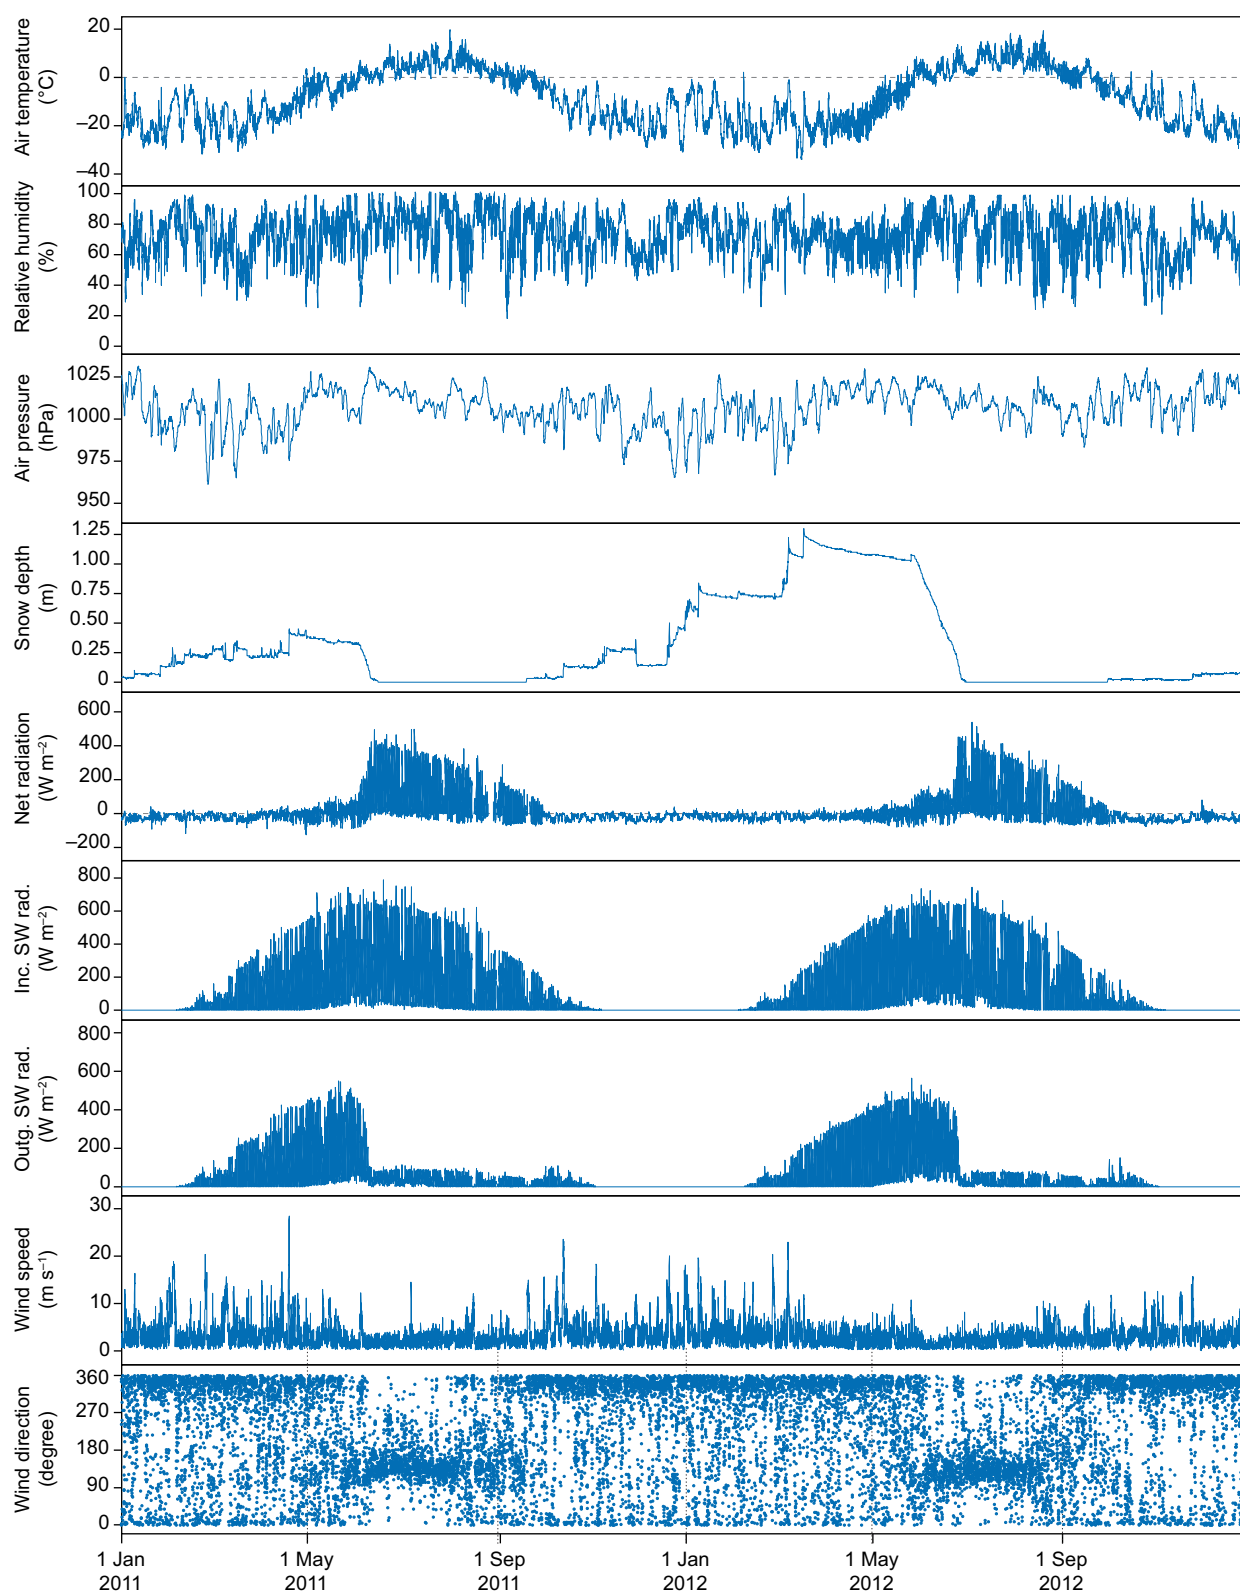 Air temperature
(°C)
20
0
–20
–40
Relative humidity
(%)
100
80
60
40
20
0
Air pressure
(hPa)
1025
1000
975
950
Snow depth
(m)
1.25
1.00
0.75
0.50
0.25
0
Net radiation
(W m⁻²)
600
400
200
0
–200
Inc. SW rad.
(W m⁻²)
800
600
400
200
0
Outg. SW rad.
(W m⁻²)
800
600
400
200
0
Wind speed
(m s⁻¹)
30
20
10
0
Wind direction
(degree)
360
270
180
90
0
1 Jan
2011
1 May
2011
1 Sep
2011
1 Jan
2012
1 May
2012
1 Sep
2012